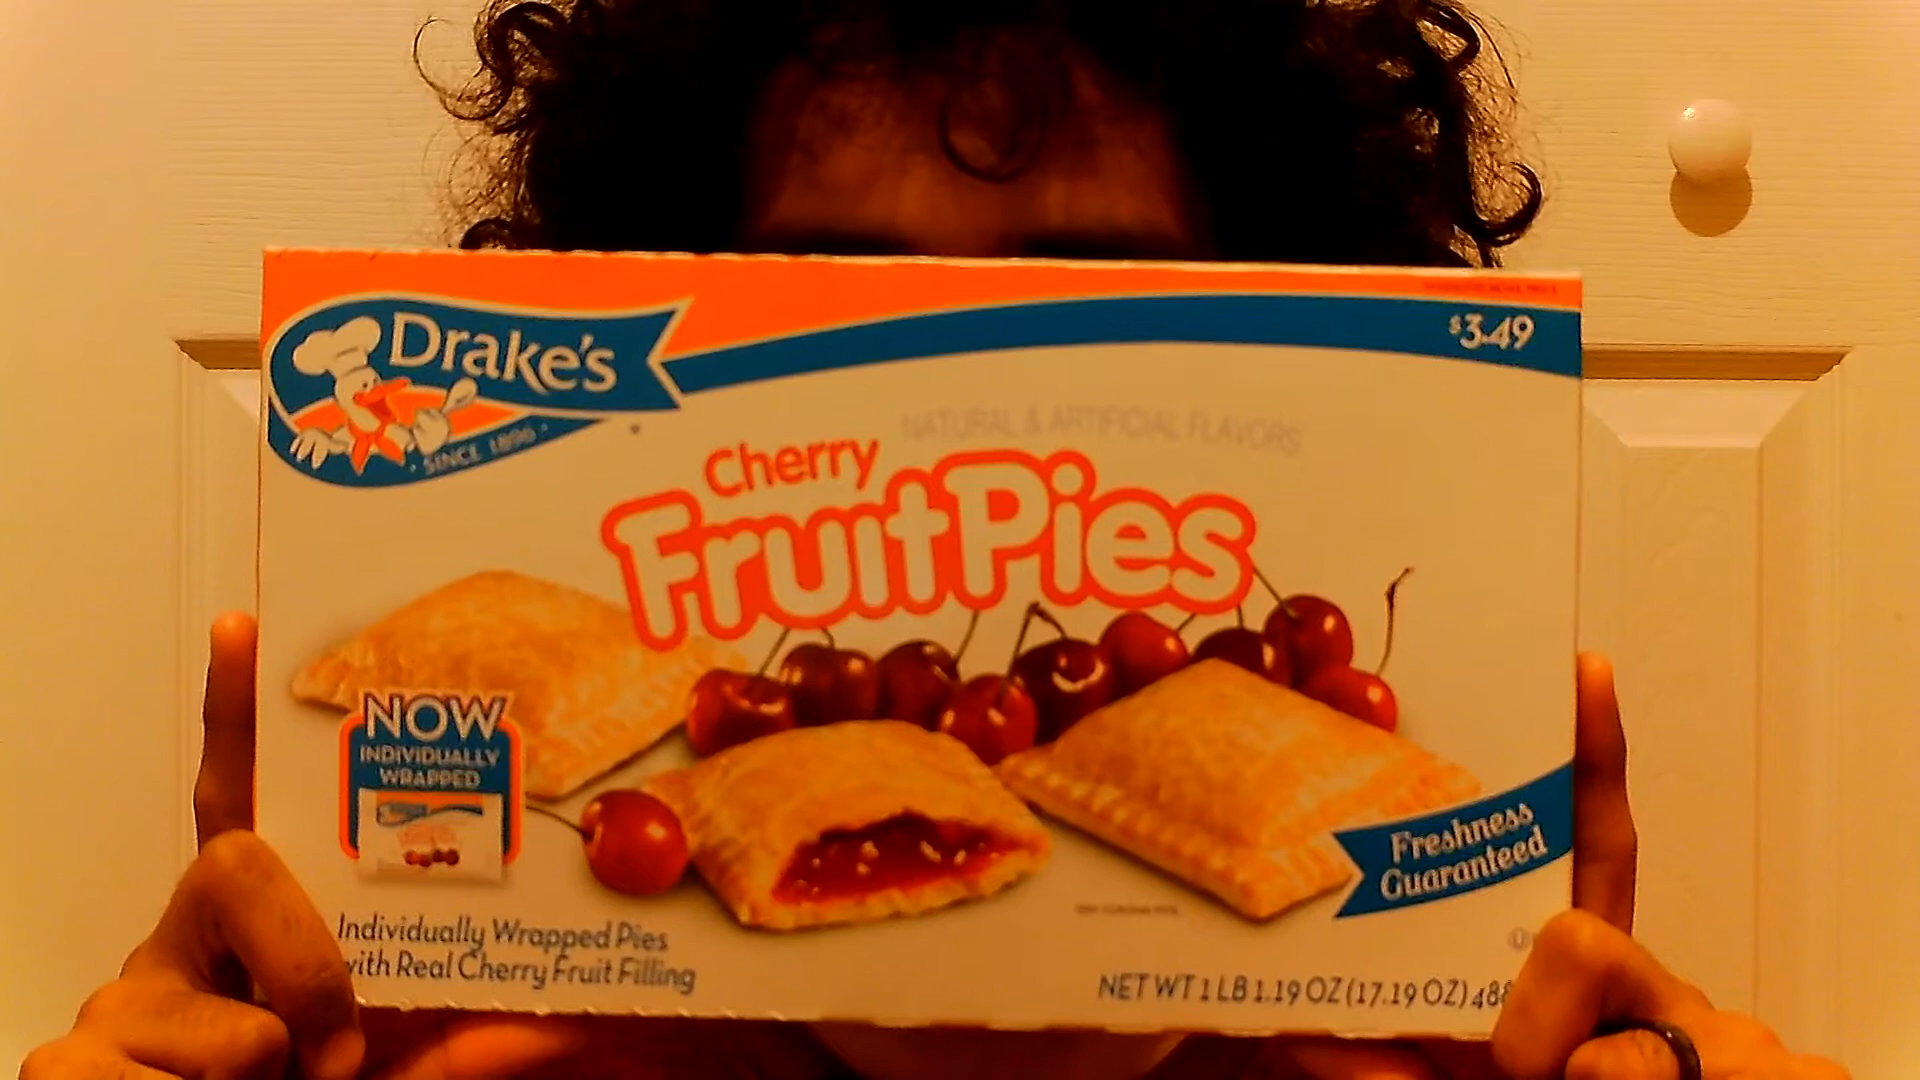 Drake's
SINCE 1896
$3.49
NATURAL & ARTIFICIAL FLAVORS
Cherry
FruitPies
NOW
INDIVIDUALLY
WRAPPED
Freshness
Guaranteed
Individually Wrapped Pies
with Real Cherry Fruit Filling
NET WT 1 LB 1.19 OZ (17.19 OZ) 488